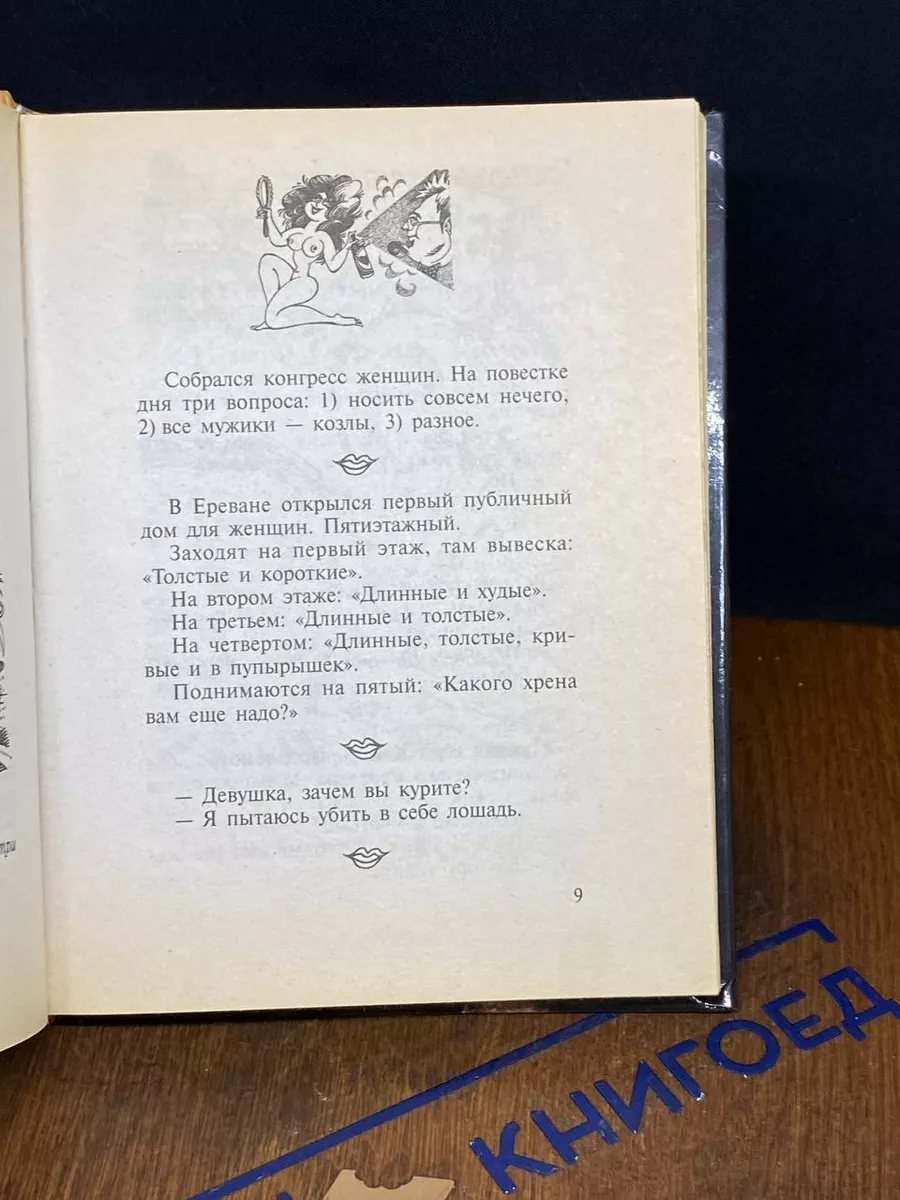 Собрался конгресс женщин. На повестке
дня три вопроса: 1) носить совсем нечего,
2) все мужики — козлы, 3) разное.
В Ереване открылся первый публичный
дом для женщин. Пятиэтажный.
Заходят на первый этаж, там вывеска:
«Толстые и короткие».
На втором этаже: «Длинные и худые».
На третьем: «Длинные и толстые».
На четвертом: «Длинные, толстые, кри-
вые и в пупырышек».
Поднимаются на пятый: «Какого хрена
вам еще надо?»
— Девушка, зачем вы курите?
— Я пытаюсь убить в себе лошадь.
9
КНИГОЕД